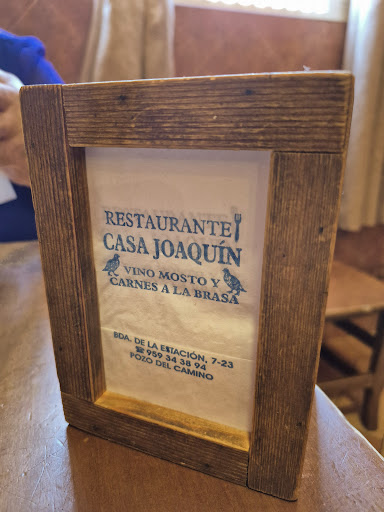 RESTAURANTE
CASA JOAQUÍN
VINO MOSTO Y
CARNES A LA BRASA
BDA. DE LA ESTACIÓN, 7-23
☎ 959 34 38 94
POZO DEL CAMINO